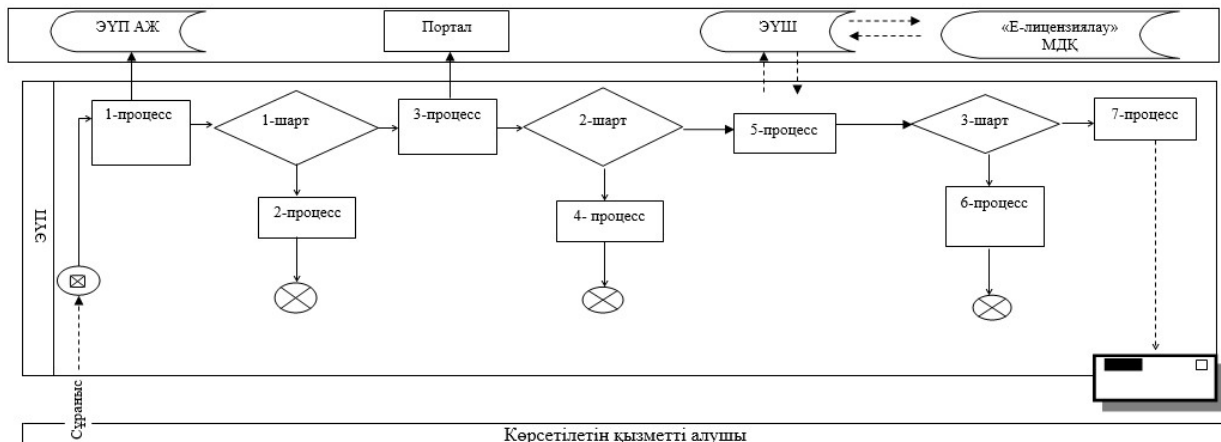 ЭҮП АЖ
Портал
ЭҮШ
«Е-лицензиялау»
МДҚ
ЭҮП
1-процесс
1-шарт
3-процесс
2-шарт
5-процесс
3-шарт
7-процесс
2-процесс
4- процесс
6-процесс
Сұраныс
Көрсетілетін қызметті алушы